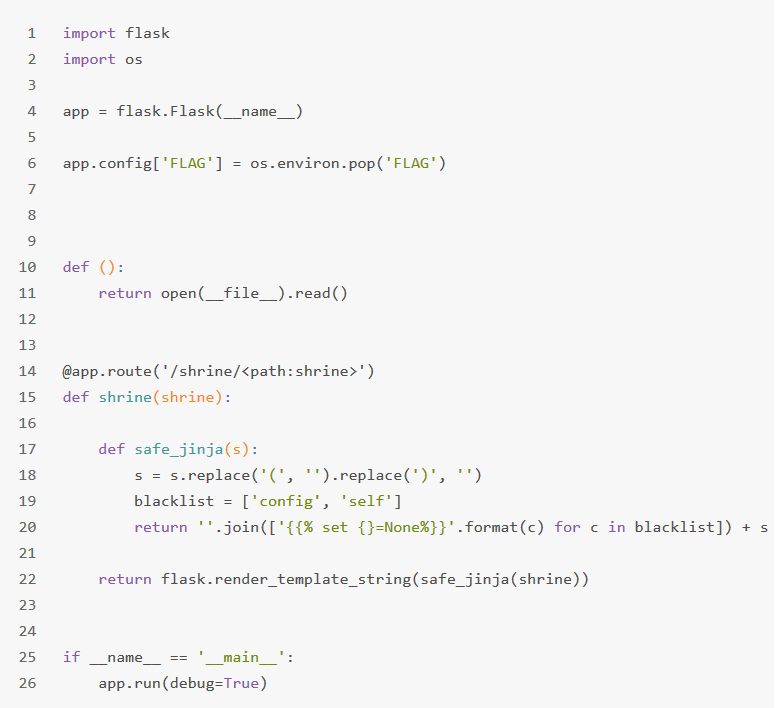 1 import flask
2 import os
3
4 app = flask.Flask(__name__)
5
6 app.config['FLAG'] = os.environ.pop('FLAG')
7
8
9
10 def ():
11     return open(__file__).read()
12
13
14 @app.route('/shrine/<path:shrine>')
15 def shrine(shrine):
16
17     def safe_jinja(s):
18         s = s.replace('(', '').replace(')', '')
19         blacklist = ['config', 'self']
20         return ''.join(['{{% set {}=None%}}'.format(c) for c in blacklist]) + s
21
22     return flask.render_template_string(safe_jinja(shrine))
23
24
25 if __name__ == '__main__':
26     app.run(debug=True)